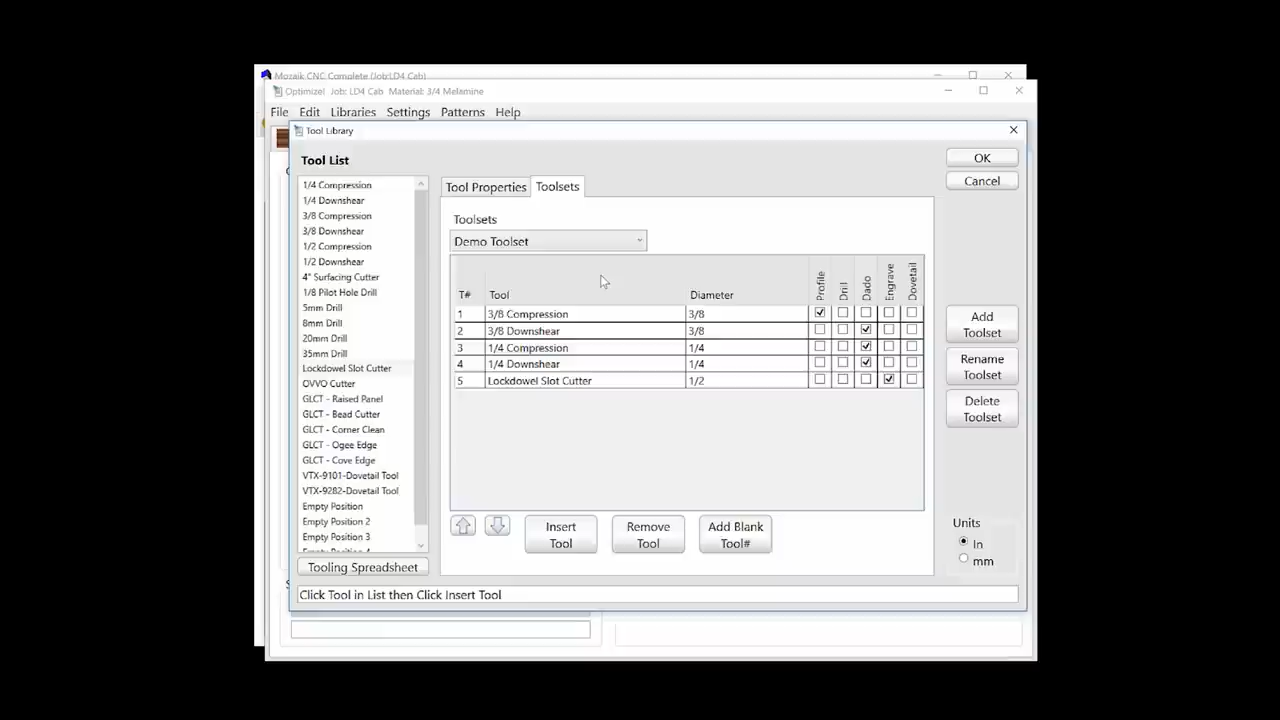 Mozaik CNC Complete (Job:LD4 Cab)
Optimizel Job: LD4 Cab Material: 3/4 Melamine
File Edit Libraries Settings Patterns Help
Tool Library
Tool List
1/4 Compression
1/4 Downshear
3/8 Compression
3/8 Downshear
1/2 Compression
1/2 Downshear
4" Surfacing Cutter
1/8 Pilot Hole Drill
5mm Drill
8mm Drill
20mm Drill
35mm Drill
Lockdowel Slot Cutter
OVVO Cutter
GLCT - Raised Panel
GLCT - Bead Cutter
GLCT - Corner Clean
GLCT - Ogee Edge
GLCT - Cove Edge
VTX-9101-Dovetail Tool
VTX-9282-Dovetail Tool
Empty Position
Empty Position 2
Empty Position 3
Empty Position 4
Tooling Spreadsheet
Tool Properties Toolsets
Toolsets
Demo Toolset
T# Tool Diameter Profile Drill Dado Engrave Dovetail
1 3/8 Compression 3/8
2 3/8 Downshear 3/8
3 1/4 Compression 1/4
4 1/4 Downshear 1/4
5 Lockdowel Slot Cutter 1/2
Insert Tool
Remove Tool
Add Blank Tool#
OK
Cancel
Add Toolset
Rename Toolset
Delete Toolset
Units
In
mm
Click Tool in List then Click Insert Tool